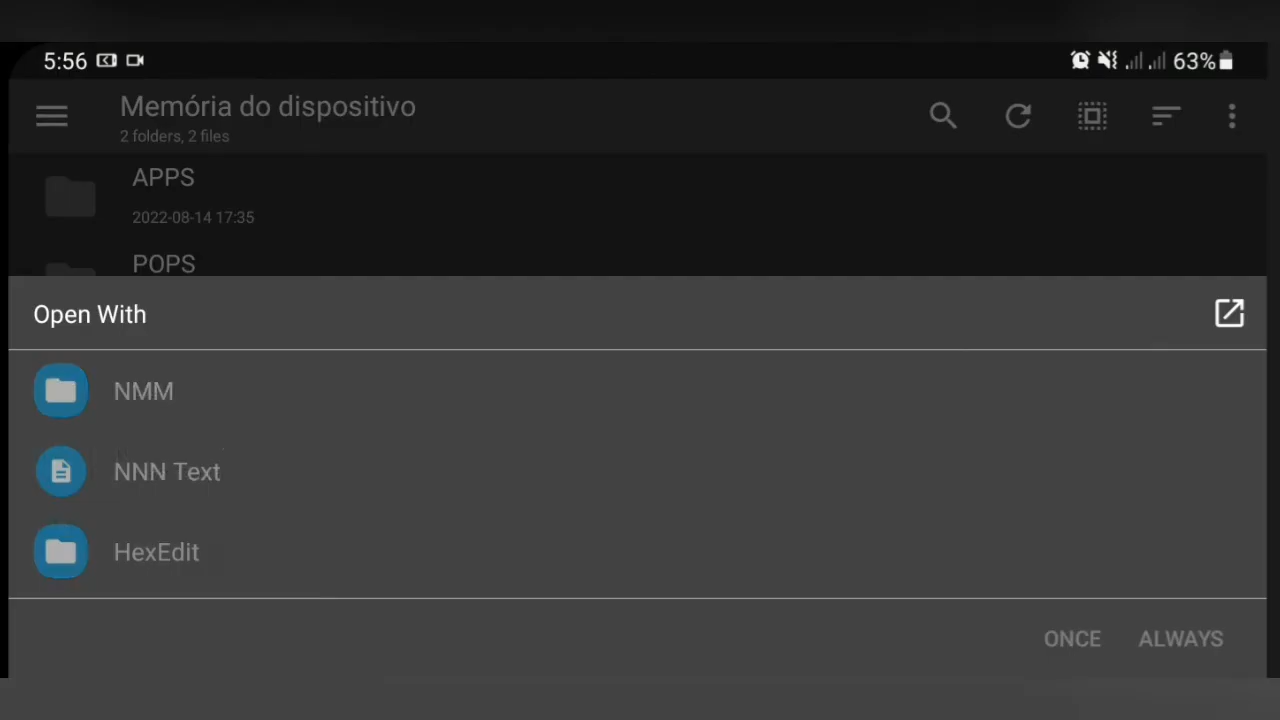 5:56
63%
Memória do dispositivo
2 folders, 2 files
APPS
2022-08-14 17:35
POPS
Open With
NMM
NNN Text
HexEdit
ONCE ALWAYS